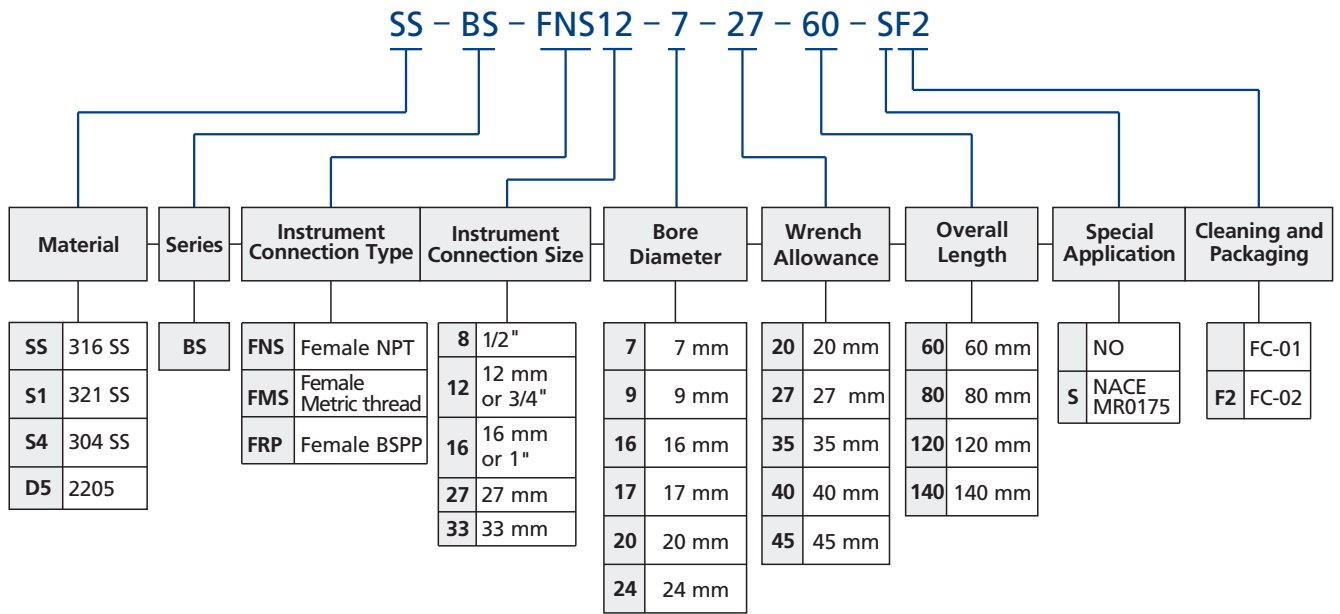 SS – BS – FNS12 – 7 – 27 – 60 – SF2
Material
Series
Instrument
Connection Type
Instrument
Connection Size
Bore
Diameter
Wrench
Allowance
Overall
Length
Special
Application
Cleaning and
Packaging
SS 316 SS
S1 321 SS
S4 304 SS
D5 2205
BS
FNS Female NPT
FMS Female
Metric thread
FRP Female BSPP
8 1/2"
12 12 mm
or 3/4"
16 16 mm
or 1"
27 27 mm
33 33 mm
7 7 mm
9 9 mm
16 16 mm
17 17 mm
20 20 mm
24 24 mm
20 20 mm
27 27 mm
35 35 mm
40 40 mm
45 45 mm
60 60 mm
80 80 mm
120 120 mm
140 140 mm
NO
S NACE
MR0175
FC-01
F2 FC-02